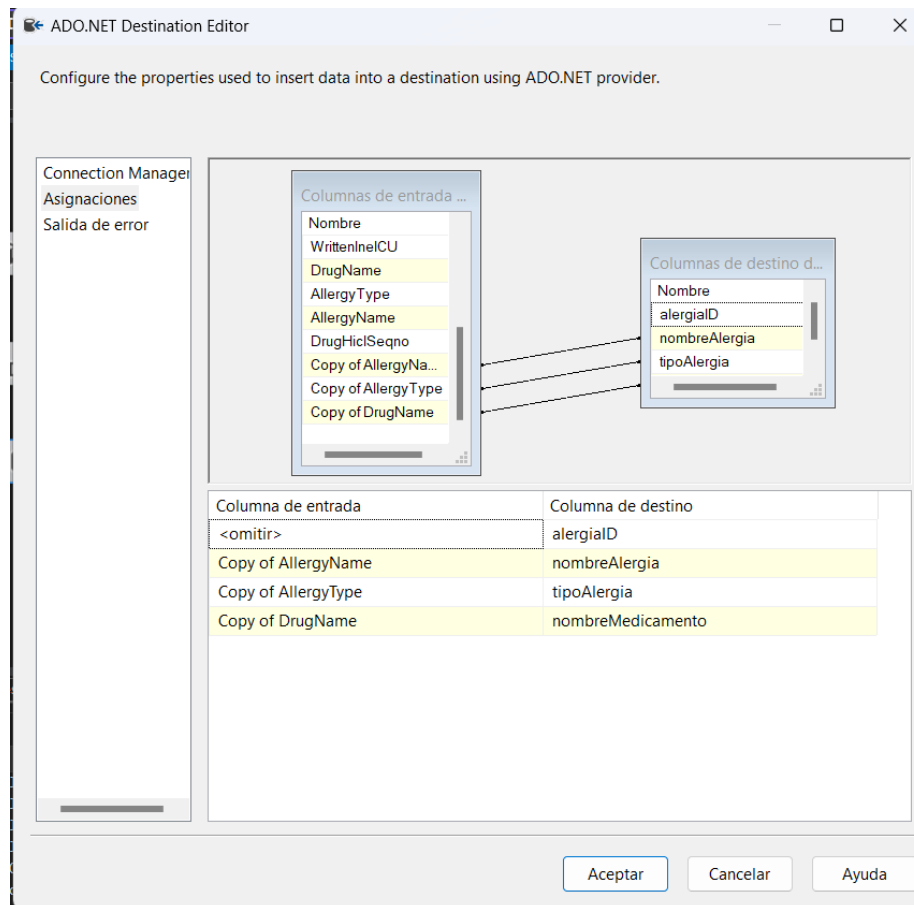 ADO.NET Destination Editor
Configure the properties used to insert data into a destination using ADO.NET provider.
Connection Manager
Asignaciones
Salida de error
Columnas de entrada ...
Nombre
WrittenIneICU
DrugName
AllergyType
AllergyName
DrugHiclSeqno
Copy of AllergyNa...
Copy of AllergyType
Copy of DrugName
Columnas de destino d...
Nombre
alergiaID
nombreAlergia
tipoAlergia
Columna de entrada Columna de destino
<omitir> alergiaID
Copy of AllergyName nombreAlergia
Copy of AllergyType tipoAlergia
Copy of DrugName nombreMedicamento
Aceptar Cancelar Ayuda